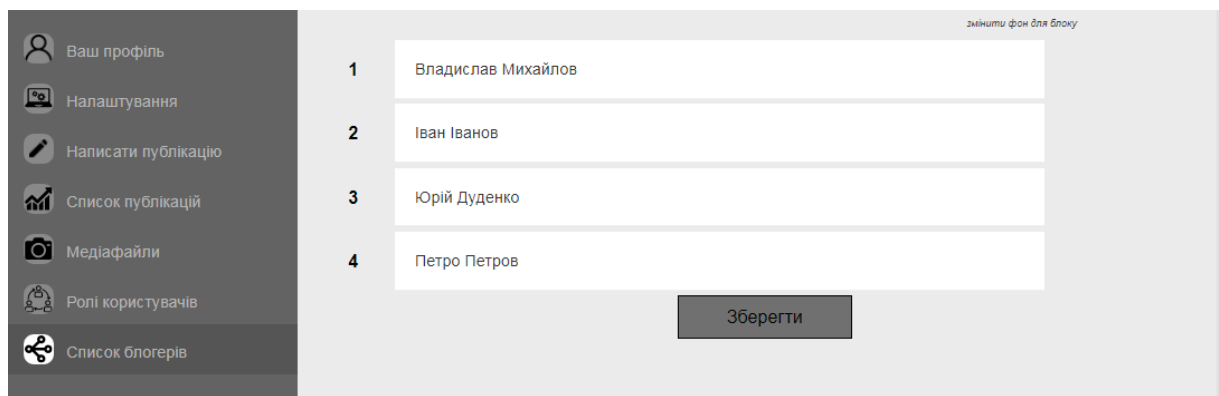 змінити фон для блоку
Ваш профіль
Налаштування
Написати публікацію
Список публікацій
Медіафайли
Ролі користувачів
Список блогерів
1 Владислав Михайлов
2 Іван Іванов
3 Юрій Дуденко
4 Петро Петров
Зберегти